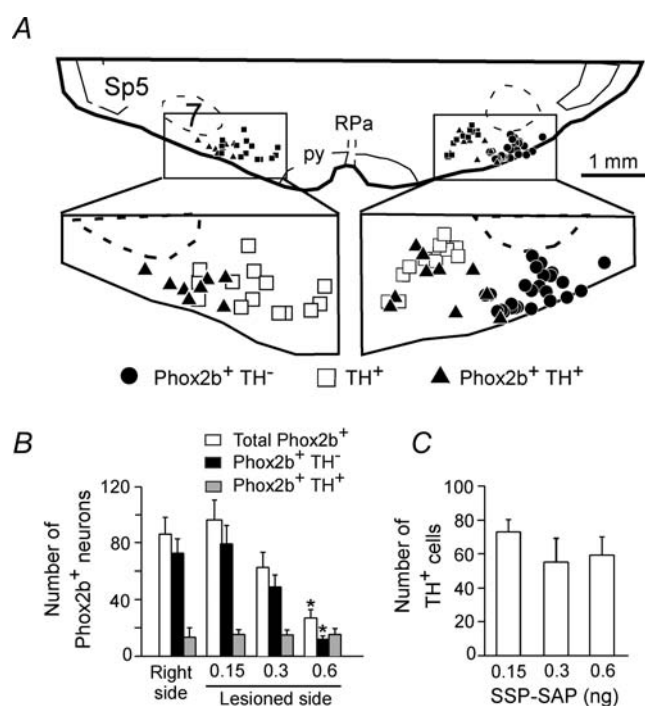 A
Sp5
7
RPa
py
1 mm
Phox2b+ TH- TH+ Phox2b+ TH+
B
Total Phox2b+
Phox2b+ TH-
Phox2b+ TH+
Number of
Phox2b+ neurons
120
80
40
0
* *
Right
side
0.15 0.3 0.6
Lesioned side
C
Number of
TH+ cells
100
80
60
40
20
0
0.15 0.3 0.6
SSP-SAP (ng)